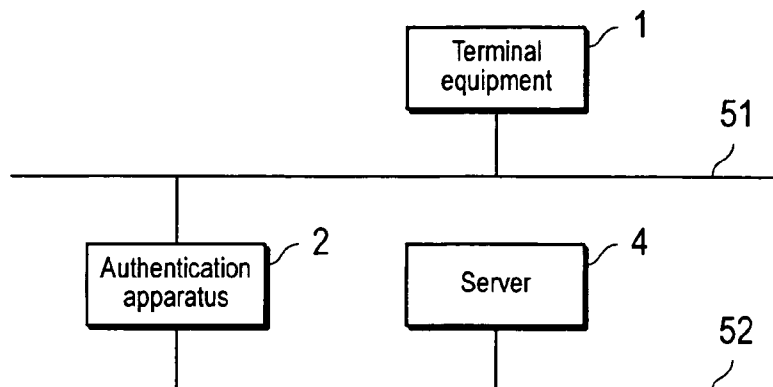 1
Terminal
equipment
51
2
4
Authentication
apparatus
Server
52